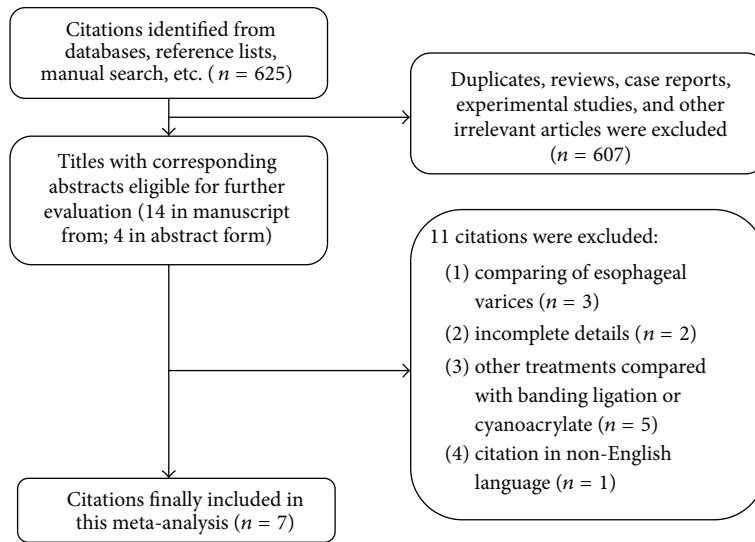 Citations identified from
databases, reference lists,
manual search, etc. ( n = 625)
Duplicates, reviews, case reports,
experimental studies, and other
irrelevant articles were excluded
(n = 607)
Titles with corresponding
abstracts eligible for further
evaluation (14 in manuscript
from; 4 in abstract form)
11 citations were excluded:
(1) comparing of esophageal
varices (n = 3)
(2) incomplete details (n = 2)
(3) other treatments compared
with banding ligation or
cyanoacrylate (n = 5)
(4) citation in non-English
language (n = 1)
Citations finally included in
this meta-analysis (n = 7)